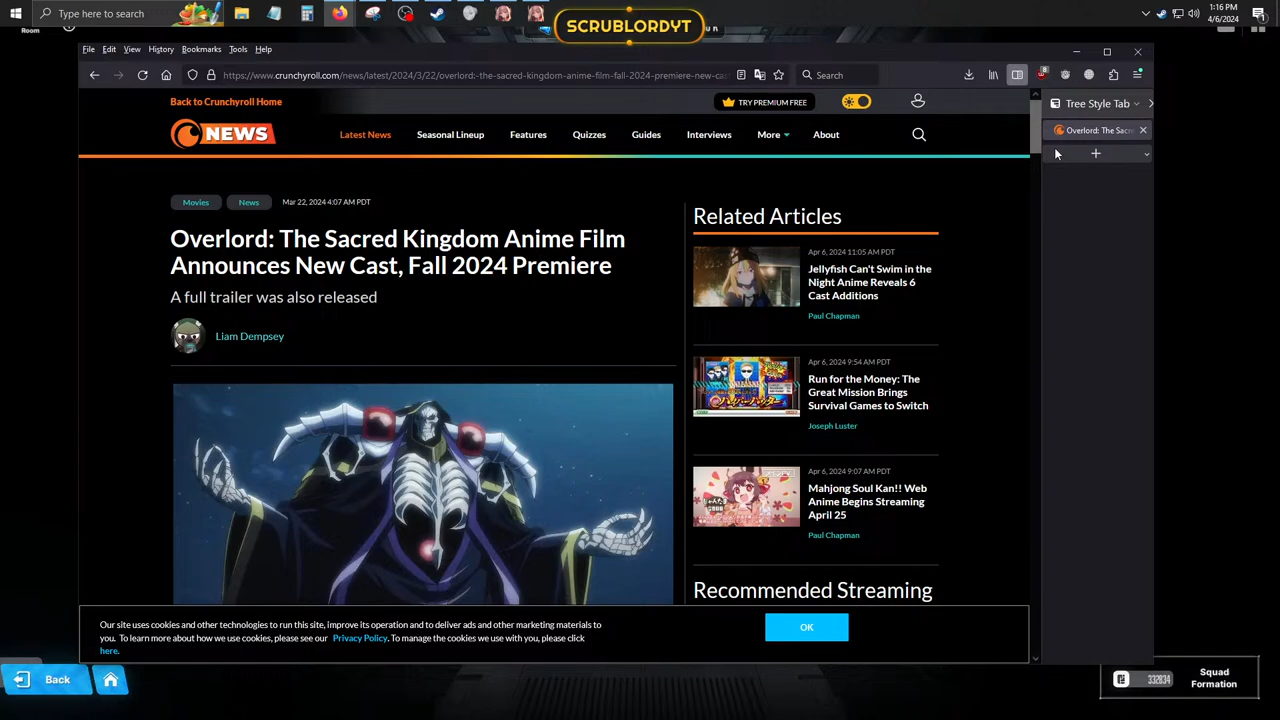 Type here to search
1:16 PM
4/6/2024
SCRUBLORDYT
Room
File Edit View History Bookmarks Tools Help
https://www.crunchyroll.com/news/latest/2024/3/22/overlord:-the-sacred-kingdom-anime-film-fall-2024-premiere-new-cas
Search
8
Tree Style Tab
Overlord: The Sacre
Back to Crunchyroll Home
TRY PREMIUM FREE
NEWS
Latest News Seasonal Lineup Features Quizzes Guides Interviews More About
Movies News Mar 22, 2024 4:07 AM PDT
Overlord: The Sacred Kingdom Anime Film
Announces New Cast, Fall 2024 Premiere
A full trailer was also released
Liam Dempsey
Related Articles
Apr 6, 2024 11:05 AM PDT
Jellyfish Can't Swim in the
Night Anime Reveals 6
Cast Additions
Paul Chapman
Apr 6, 2024 9:54 AM PDT
Run for the Money: The
Great Mission Brings
Survival Games to Switch
Joseph Luster
Apr 6, 2024 9:07 AM PDT
Mahjong Soul Kan!! Web
Anime Begins Streaming
April 25
Paul Chapman
Recommended Streaming
Our site uses cookies and other technologies to run this site, improve its operation and to deliver ads and other marketing materials to
you. To learn more about how we use cookies, please see our Privacy Policy. To manage the cookies we use with you, please click
here.
OK
Back
332834
Squad
Formation